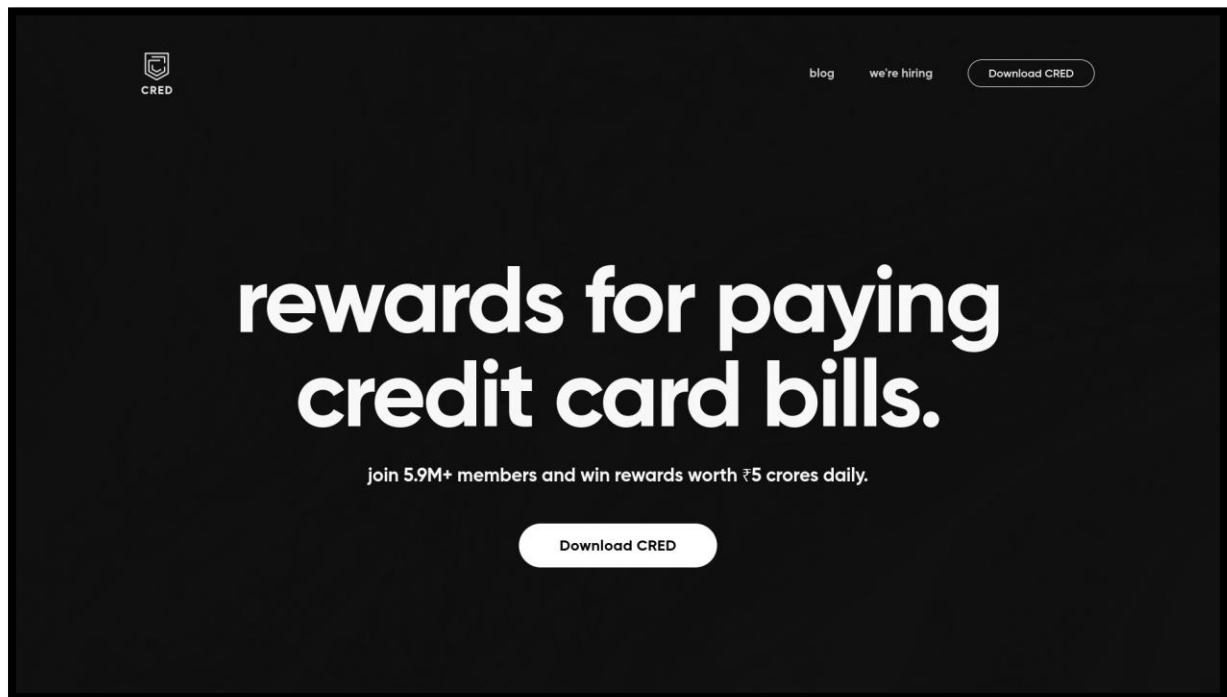 CRED
blog
we're hiring
Download CRED
rewards for paying
credit card bills.
join 5.9M+ members and win rewards worth ₹5 crores daily.
Download CRED